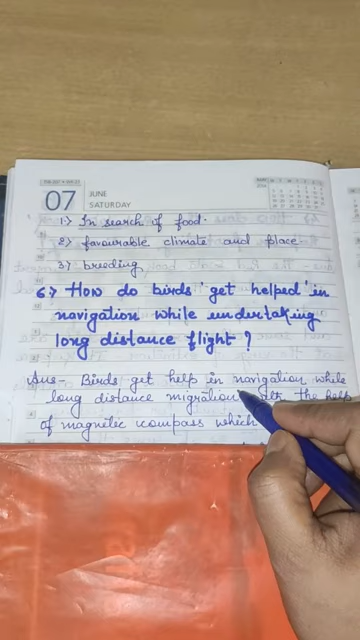 07
JUNE
SATURDAY
1.> In search of food.
2.> favourable climate and place
3.> breeding
6.> How do birds 'get helped' in
navigation while undertaking
long distance flight ?
Ans- Birds get help in navigation while
long distance migration the help
of magnetic compass which